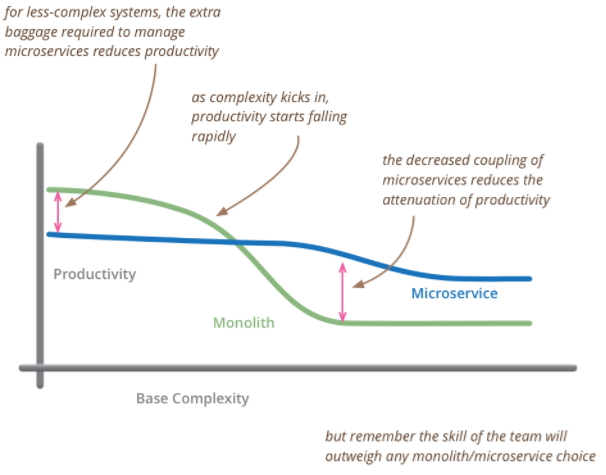 for less-complex systems, the extra
baggage required to manage
microservices reduces productivity
as complexity kicks in,
productivity starts falling
rapidly
the decreased coupling of
microservices reduces the
attenuation of productivity
Productivity
Microservice
Monolith
Base Complexity
but remember the skill of the team will
outweigh any monolith/microservice choice